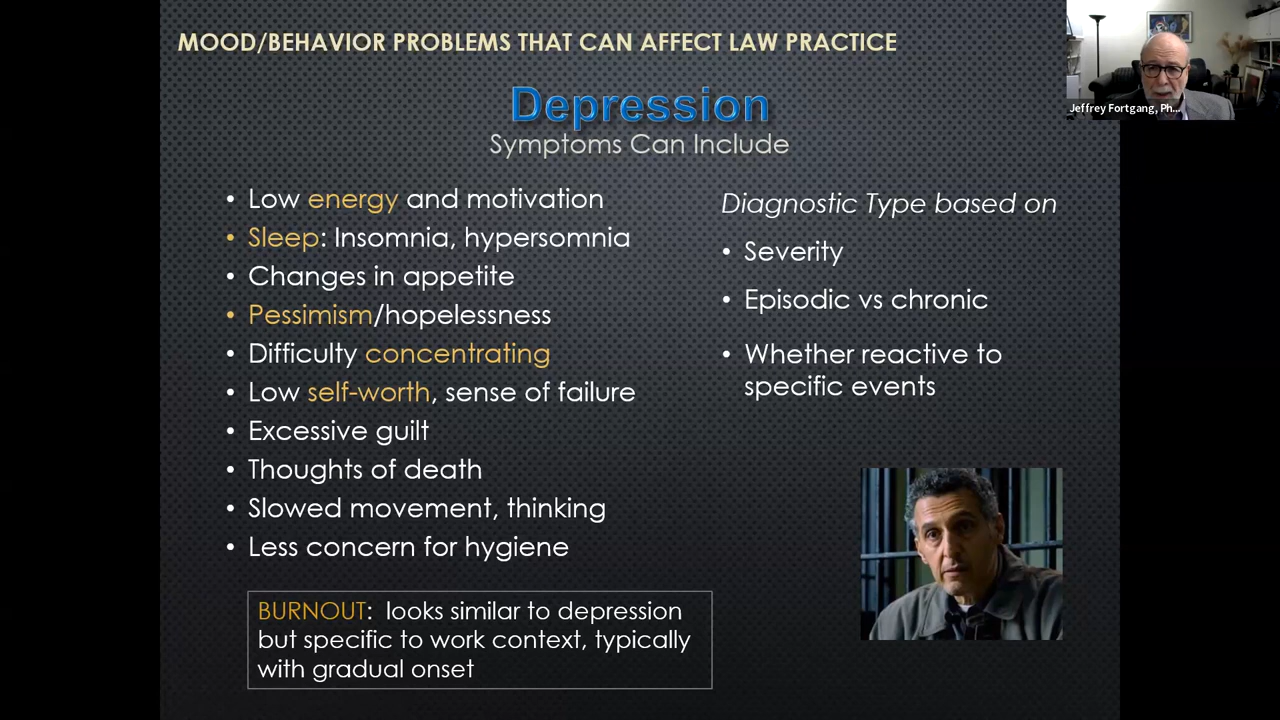 MOOD/BEHAVIOR PROBLEMS THAT CAN AFFECT LAW PRACTICE
Jeffrey Fortgang, Ph...
Depression
Symptoms Can Include
• Low energy and motivation
• Sleep: Insomnia, hypersomnia
• Changes in appetite
• Pessimism/hopelessness
• Difficulty concentrating
• Low self-worth, sense of failure
• Excessive guilt
• Thoughts of death
• Slowed movement, thinking
• Less concern for hygiene
BURNOUT: looks similar to depression
but specific to work context, typically
with gradual onset
Diagnostic Type based on
• Severity
• Episodic vs chronic
• Whether reactive to
specific events